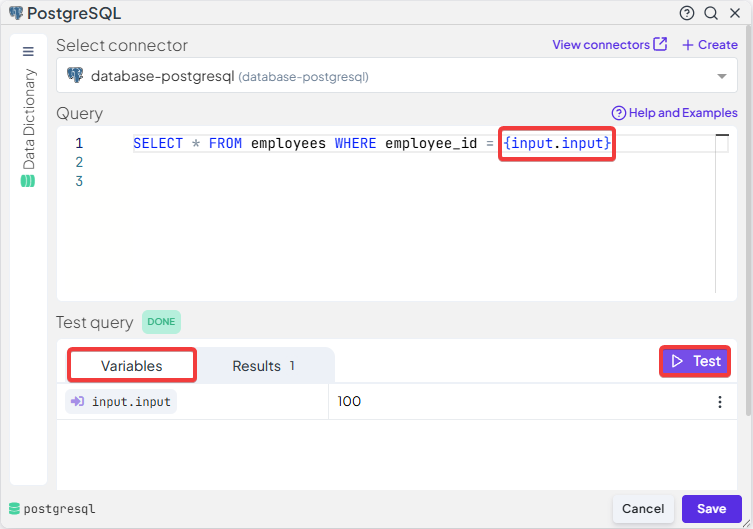 PostgreSQL
Select connector
View connectors
+ Create
database-postgresql (database-postgresql)
Data Dictionary
Query
Help and Examples
1 SELECT * FROM employees WHERE employee_id = {input.input}
2
3
Test query DONE
Variables Results 1 Test
input.input 100
postgresql Cancel Save